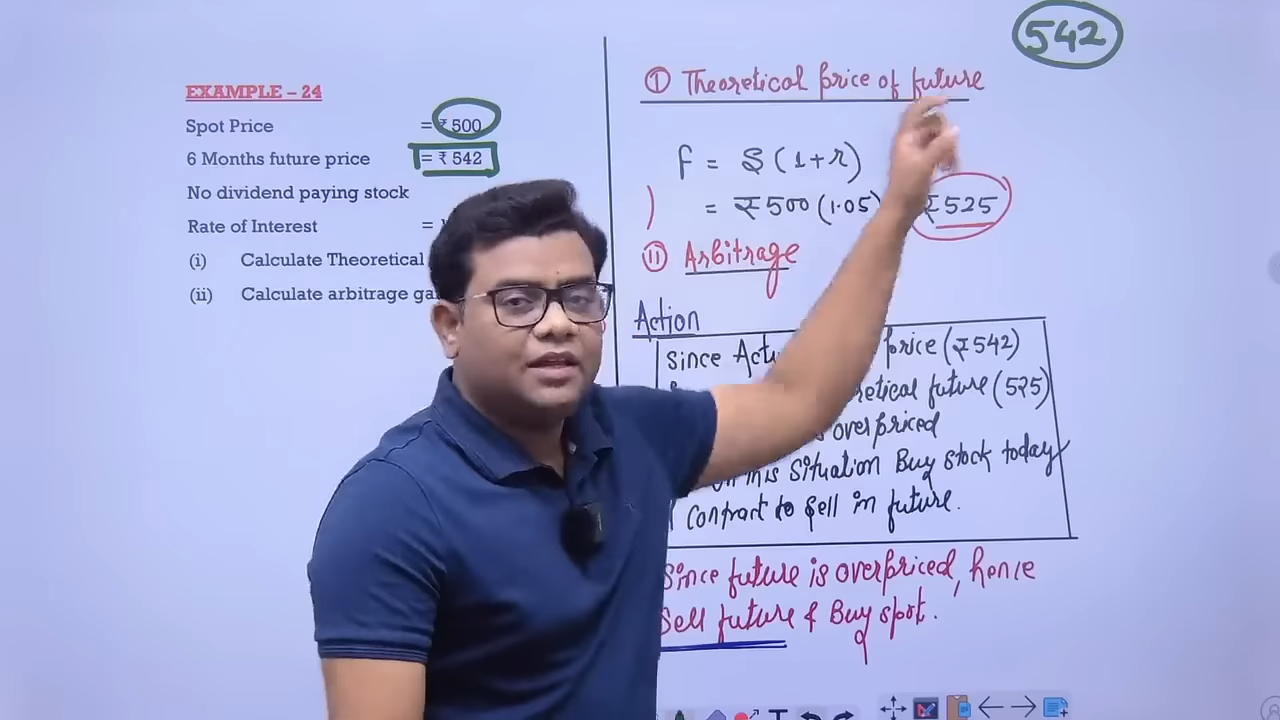 EXAMPLE – 24
Spot Price = ₹ 500
6 Months future price = ₹ 542
No dividend paying stock
Rate of Interest =
(i) Calculate Theoretical
(ii) Calculate arbitrage
542
① Theoretical price of future
F = S (1+r)
= ₹500 (1.05) ₹525
ⅱ Arbitrage
Action
Since price (₹542)
future (525)
overpriced
this situation Buy stock today
Contract to sell in future.
Since future is overpriced, hence
Sell future & Buy spot.